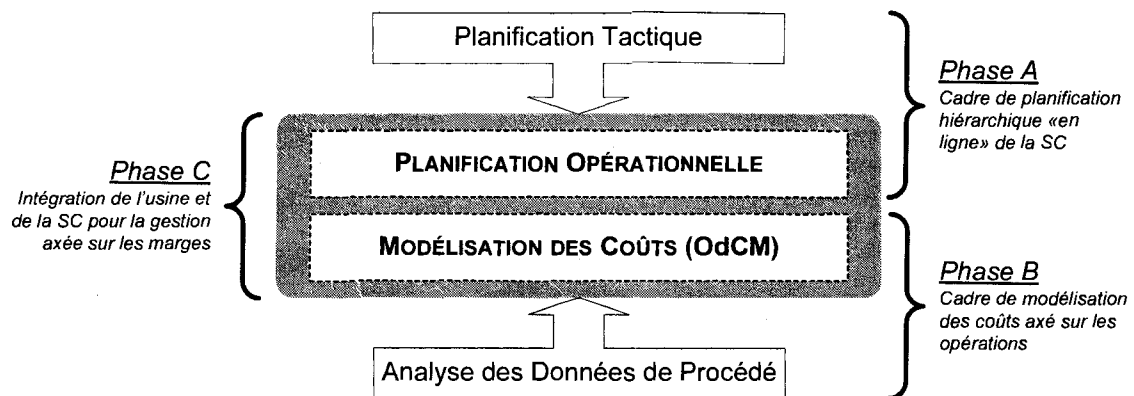 Planification Tactique
Phase A
Cadre de planification
hiérarchique «en
ligne» de la SC
PLANIFICATION OPÉRATIONNELLE
Phase C
Intégration de l'usine et
de la SC pour la gestion
axée sur les marges
MODÉLISATION DES COÛTS (OdCM)
Phase B
Cadre de modélisation
des coûts axé sur les
opérations
Analyse des Données de Procédé